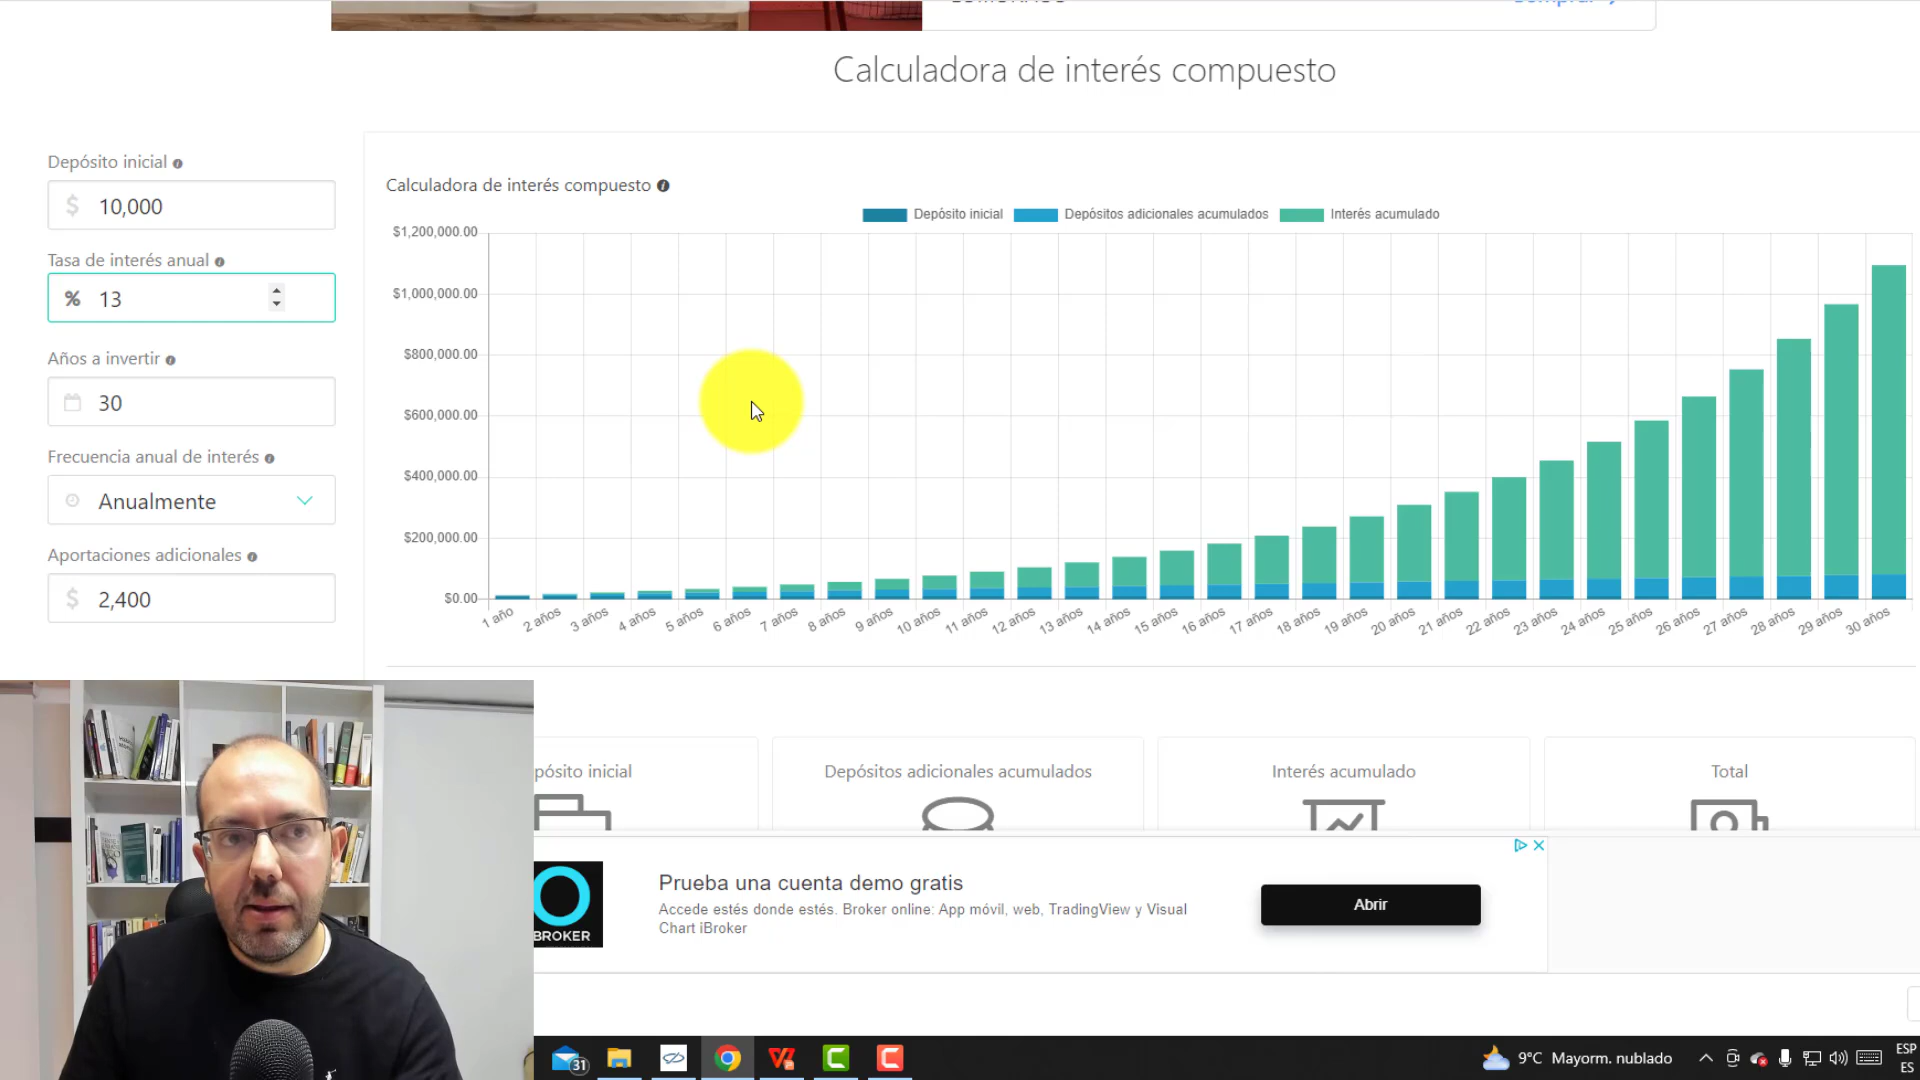 Calculadora de interés compuesto
Depósito inicial
$ 10,000
Tasa de interés anual
% 13
Años a invertir
30
Frecuencia anual de interés
Anualmente
Aportaciones adicionales
$ 2,400
Calculadora de interés compuesto
Depósito inicial
Depósitos adicionales acumulados
Interés acumulado
$1,200,000.00
$1,000,000.00
$800,000.00
$600,000.00
$400,000.00
$200,000.00
$0.00
1 año
2 años
3 años
4 años
5 años
6 años
7 años
8 años
9 años
10 años
11 años
12 años
13 años
14 años
15 años
16 años
17 años
18 años
19 años
20 años
21 años
22 años
23 años
24 años
25 años
26 años
27 años
28 años
29 años
30 años
pósito inicial
Depósitos adicionales acumulados
Interés acumulado
Total
BROKER
Prueba una cuenta demo gratis
Accede estés donde estés. Broker online: App móvil, web, TradingView y Visual
Chart iBroker
Abrir
31
9°C Mayorm. nublado
ESP
ES